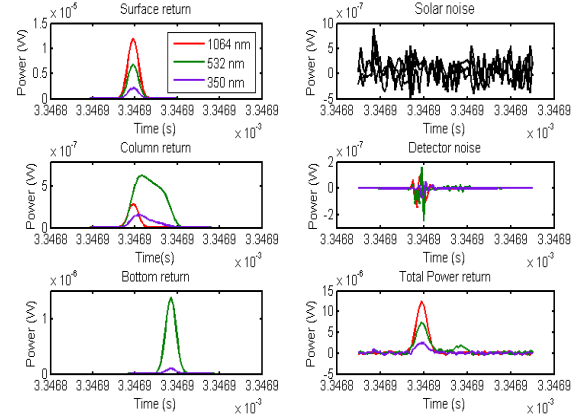 Surface return
x 10-5
1.5
1
0.5
0
Power (W)
1064 nm
532 nm
350 nm
3.3468 3.3469 3.3469 3.3469 3.3469 3.3469
Time (s)
x 10-3
Solar noise
x 10-7
10
5
0
-5
Power (W)
3.3468 3.3469 3.3469 3.3469 3.3469 3.3469
Time (s)
x 10-3
Column return
x 10-7
5
0
Power (W)
3.3468 3.3469 3.3469 3.3469 3.3469 3.3469
Time(s)
x 10-3
Detector noise
x 10-7
2
0
-2
Power (W)
3.3468 3.3469 3.3469 3.3469 3.3469 3.3469
Time (s)
x 10-3
Bottom return
x 10-6
1
0
Power (W)
3.3468 3.3469 3.3469 3.3469 3.3469 3.3469
Time (s)
x 10-3
Total Power return
x 10-6
15
10
5
0
-5
Power (W)
3.3468 3.3469 3.3469 3.3469 3.3469 3.3469
Time (s)
x 10-3